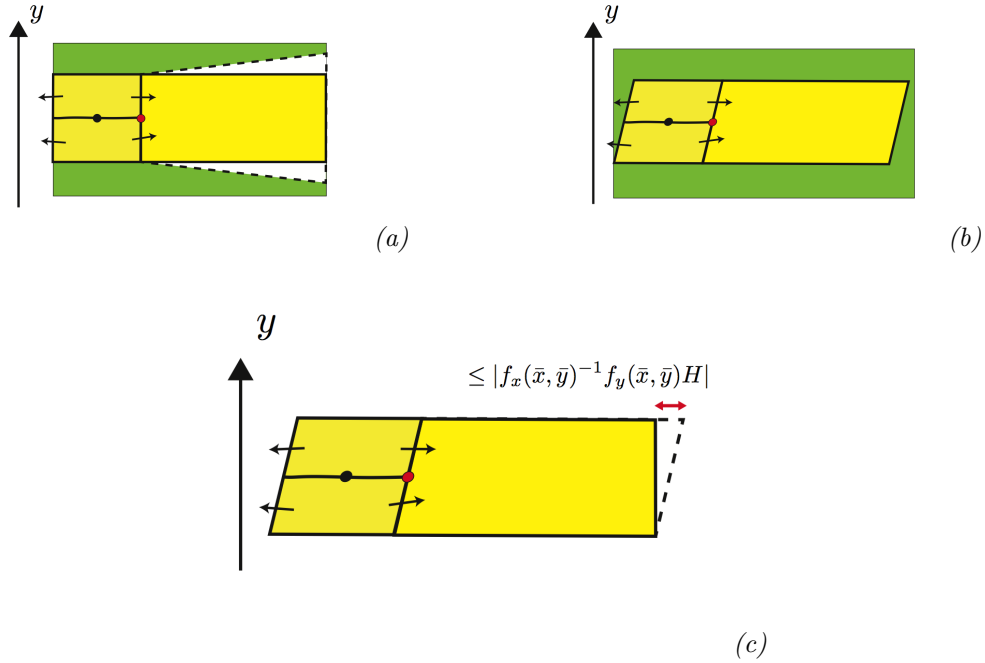 y
y
(a)
(b)
y
≤ |f_x(x̄, ȳ)⁻¹ f_y(x̄, ȳ)H|
(c)